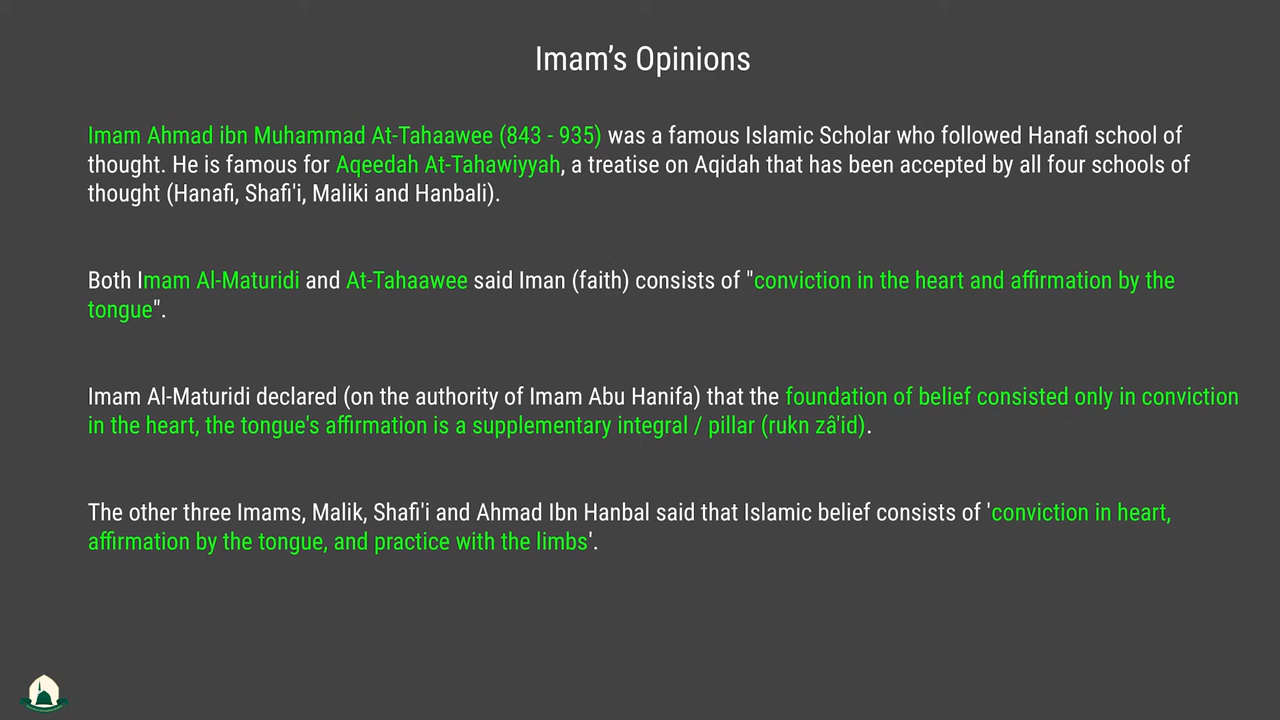 Imam’s Opinions
Imam Ahmad ibn Muhammad At-Tahaawee (843 - 935) was a famous Islamic Scholar who followed Hanafi school of
thought. He is famous for Aqeedah At-Tahawiyyah, a treatise on Aqidah that has been accepted by all four schools of
thought (Hanafi, Shafi'i, Maliki and Hanbali).
Both Imam Al-Maturidi and At-Tahaawee said Iman (faith) consists of "conviction in the heart and affirmation by the
tongue".
Imam Al-Maturidi declared (on the authority of Imam Abu Hanifa) that the foundation of belief consisted only in conviction
in the heart, the tongue's affirmation is a supplementary integral / pillar (rukn zâ'id).
The other three Imams, Malik, Shafi'i and Ahmad Ibn Hanbal said that Islamic belief consists of 'conviction in heart,
affirmation by the tongue, and practice with the limbs'.